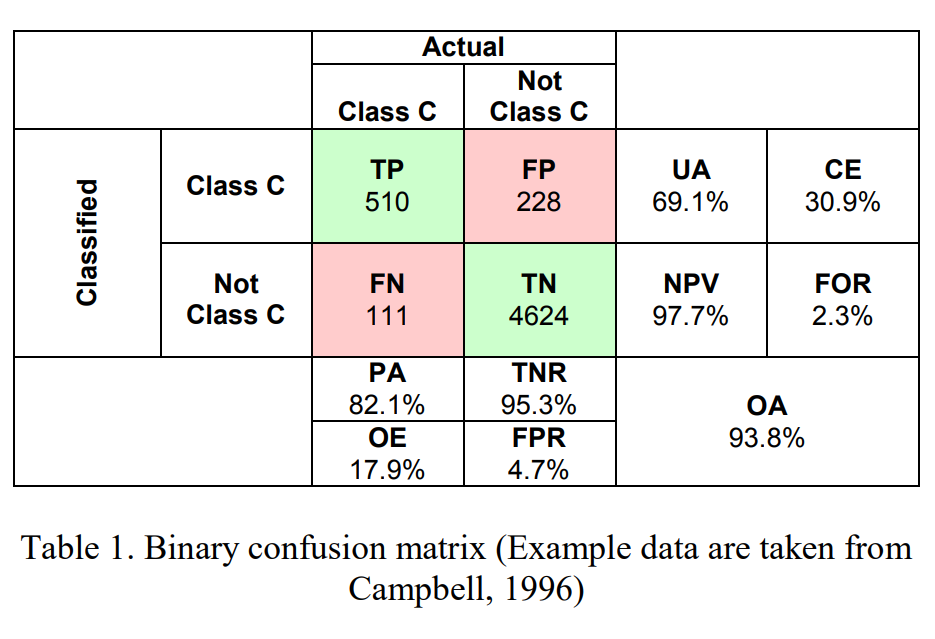 Actual
Class C
Not
Class C
Classified
Class C
TP
510
FP
228
UA
69.1%
CE
30.9%
Not
Class C
FN
111
TN
4624
NPV
97.7%
FOR
2.3%
PA
82.1%
TNR
95.3%
OA
93.8%
OE
17.9%
FPR
4.7%
Table 1. Binary confusion matrix (Example data are taken from
Campbell, 1996)